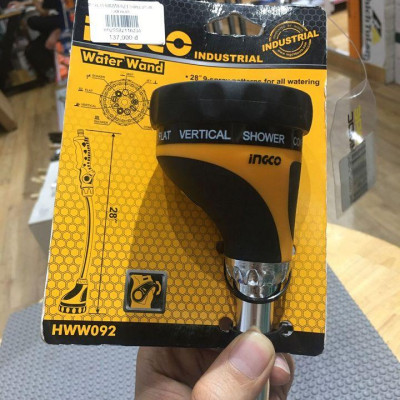 137,000 đ
INGCO
INDUSTRIAL
INDUSTRIAL
Water Wand
* 28" 9-spray patterns for all watering
FLAT VERTICAL SHOWER CO
INGCO
28"
HWW092